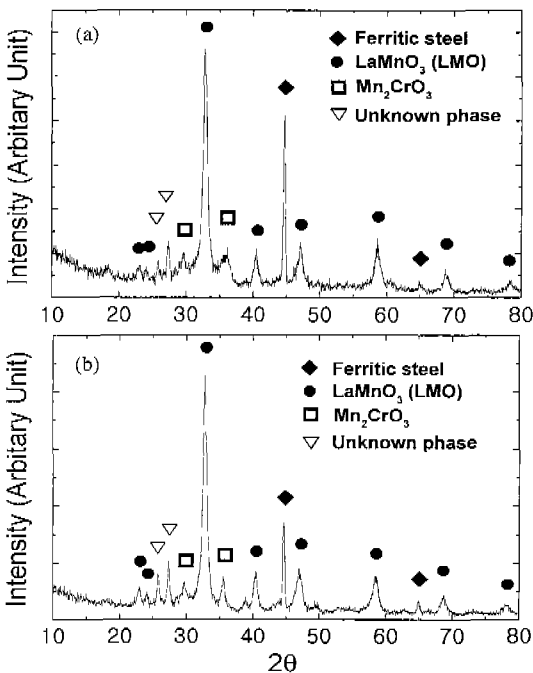 (a)
Ferritic steel
LaMnO₃ (LMO)
Mn₂CrO₃
Unknown phase
Intensity (Arbitary Unit)
10 20 30 40 50 60 70 80
(b)
Ferritic steel
LaMnO₃ (LMO)
Mn₂CrO₃
Unknown phase
Intensity (Arbitary Unit)
10 20 30 40 50 60 70 80
2θ